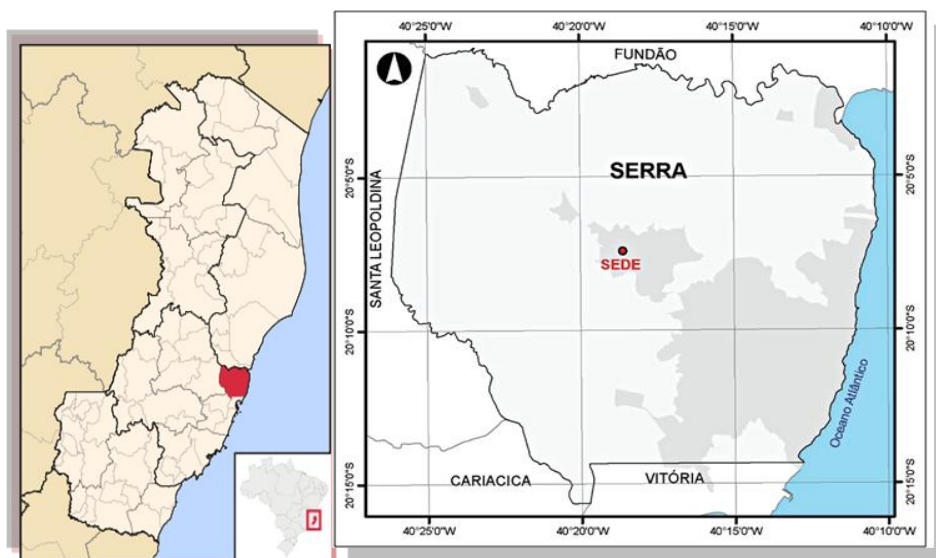 40°25'0"W
40°20'0"W
40°15'0"W
40°10'0"W
FUNDÃO
20°5'0"S
SERRA
20°5'0"S
SANTA LEOPOLDINA
SEDE
20°10'0"S
20°10'0"S
Oceano Atlântico
CARIACICA
VITÓRIA
20°15'0"S
20°15'0"S
40°25'0"W
40°20'0"W
40°15'0"W
40°10'0"W